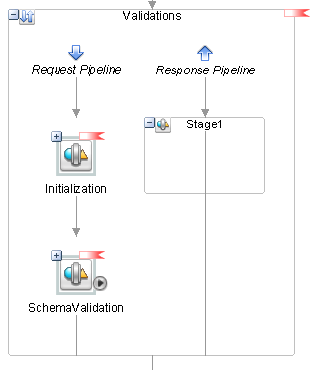 Validations
Request Pipeline
Response Pipeline
Stage1
Initialization
SchemaValidation